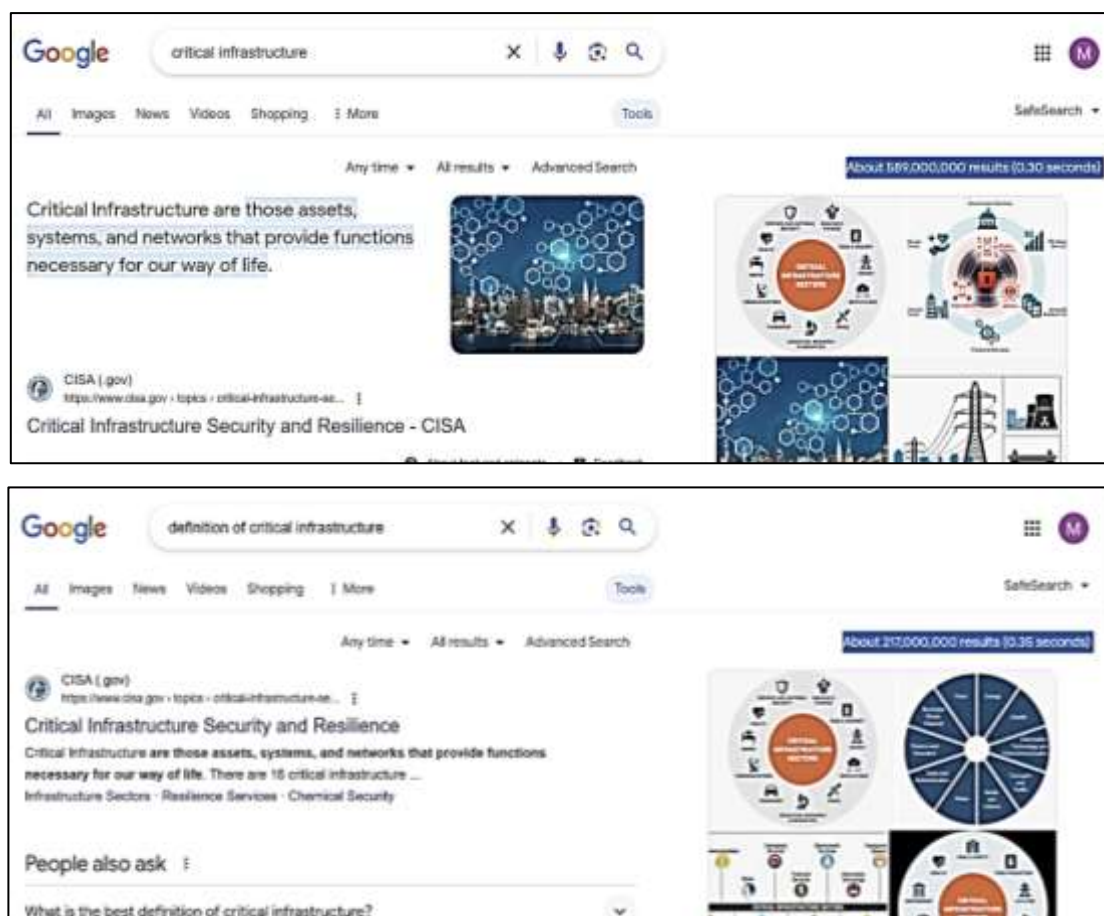 Google
critical infrastructure
All Images News Videos Shopping ⋮ More Tools SafeSearch
Any time All results Advanced Search About 589,000,000 results (0.30 seconds)
Critical Infrastructure are those assets,
systems, and networks that provide functions
necessary for our way of life.
CISA (.gov)
https://www.cisa.gov › topics › critical-infrastructure-se...
Critical Infrastructure Security and Resilience - CISA
CRITICAL
INFRASTRUCTURE
SECTORS
Google
definition of critical infrastructure
All Images News Videos Shopping ⋮ More Tools SafeSearch
Any time All results Advanced Search About 217,000,000 results (0.35 seconds)
CISA (.gov)
https://www.cisa.gov › topics › critical-infrastructure-se...
Critical Infrastructure Security and Resilience
Critical Infrastructure are those assets, systems, and networks that provide functions
necessary for our way of life. There are 16 critical infrastructure ...
Infrastructure Sectors · Resilience Services · Chemical Security
People also ask
What is the best definition of critical infrastructure?